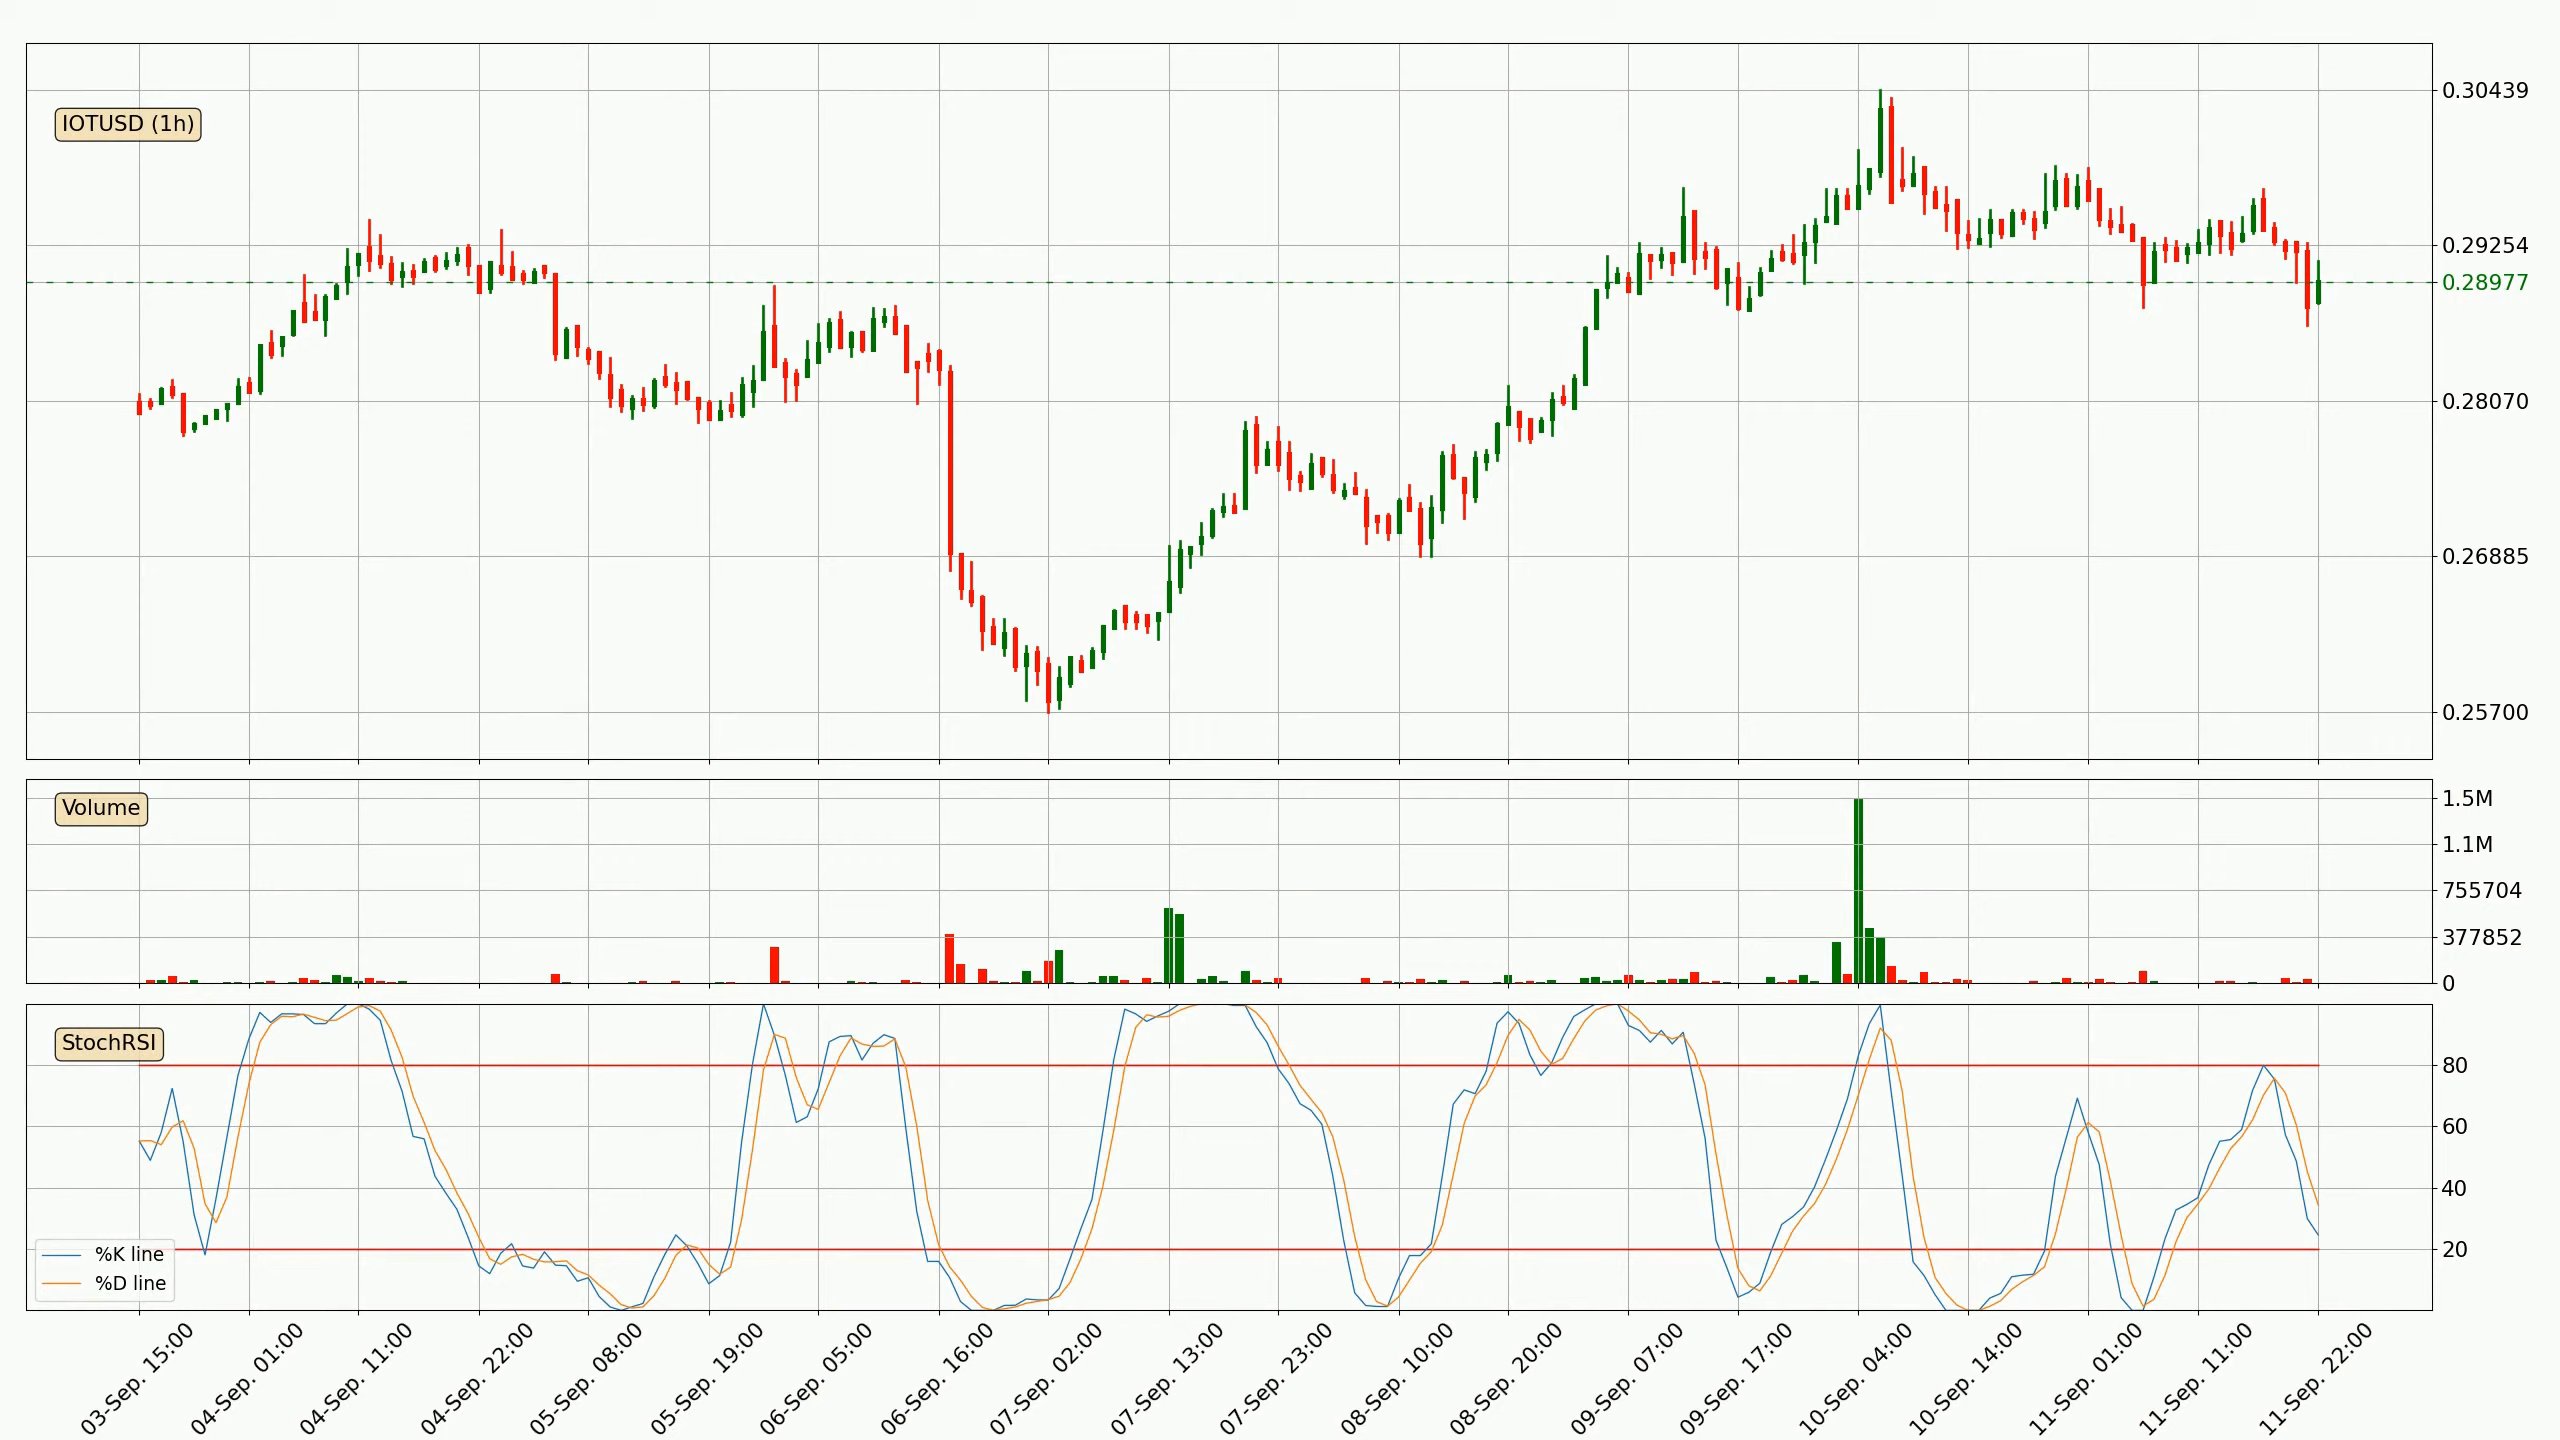 IOTUSD (1h)
0.30439
0.29254
0.28977
0.28070
0.26885
0.25700
Volume
1.5M
1.1M
755704
377852
0
StochRSI
80
60
40
20
%K line
%D line
03-Sep. 15:00
04-Sep. 01:00
04-Sep. 11:00
04-Sep. 22:00
05-Sep. 08:00
05-Sep. 19:00
06-Sep. 05:00
06-Sep. 16:00
07-Sep. 02:00
07-Sep. 13:00
07-Sep. 23:00
08-Sep. 10:00
08-Sep. 20:00
09-Sep. 07:00
09-Sep. 17:00
10-Sep. 04:00
10-Sep. 14:00
11-Sep. 01:00
11-Sep. 11:00
11-Sep. 22:00